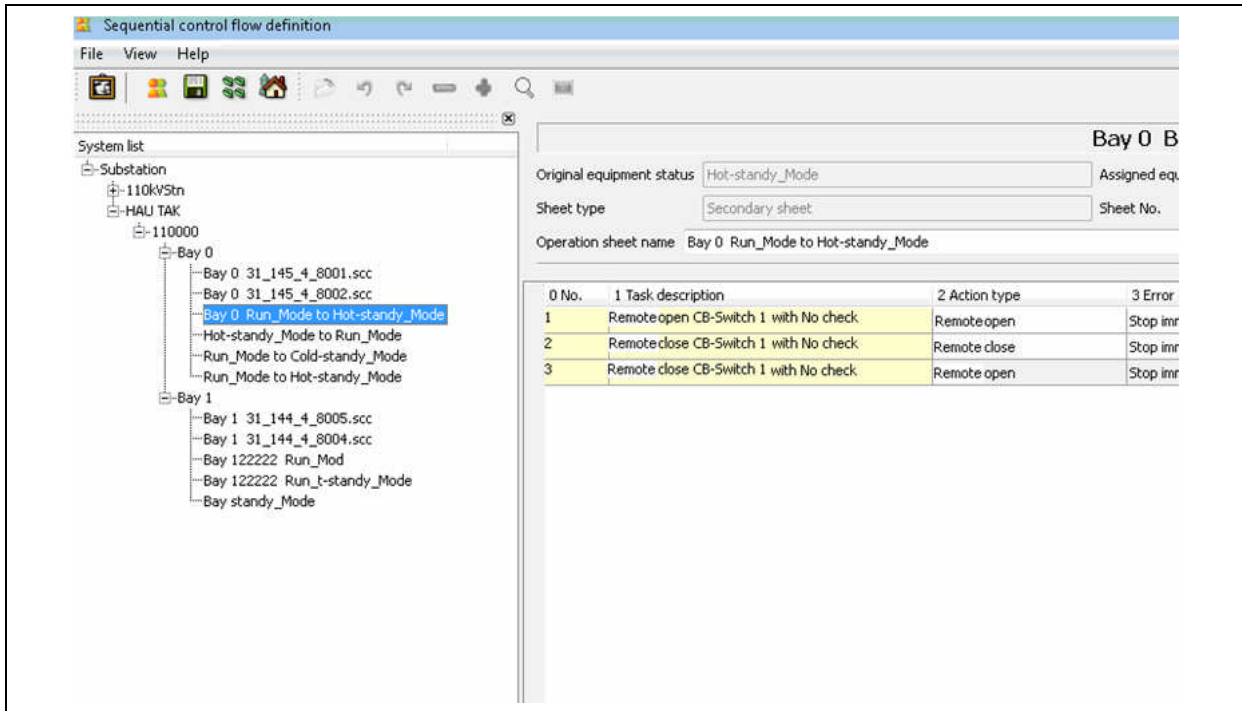 Sequential control flow definition
File View Help
System list
Substation
110kVStn
HAU TAK
110000
Bay 0
Bay 0 31_145_4_8001.scc
Bay 0 31_145_4_8002.scc
Bay 0 Run_Mode to Hot-standy_Mode
Hot-standy_Mode to Run_Mode
Run_Mode to Cold-standy_Mode
Run_Mode to Hot-standy_Mode
Bay 1
Bay 1 31_144_4_8005.scc
Bay 1 31_144_4_8004.scc
Bay 122222 Run_Mod
Bay 122222 Run_t-standy_Mode
Bay standy_Mode
Bay 0 B
Original equipment status Hot-standy_Mode Assigned equ
Sheet type Secondary sheet Sheet No.
Operation sheet name Bay 0 Run_Mode to Hot-standy_Mode
0 No. 1 Task description 2 Action type 3 Error
1 Remote open CB-Switch 1 with No check Remote open Stop imr
2 Remote close CB-Switch 1 with No check Remote close Stop imr
3 Remote close CB-Switch 1 with No check Remote open Stop imr